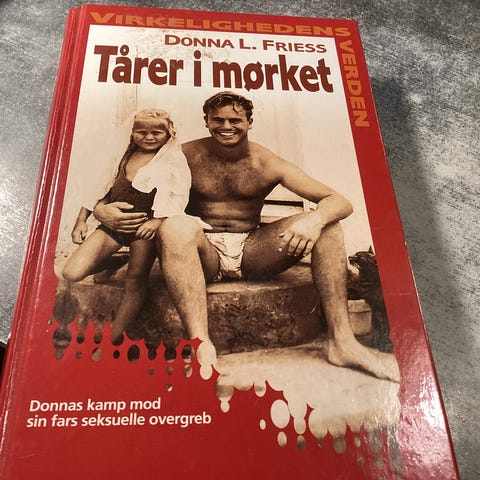 VIRKELIGHEDENS
VERDEN
DONNA L. FRIESS
Tårer i mørket
Donnas kamp mod
sin fars seksuelle overgreb